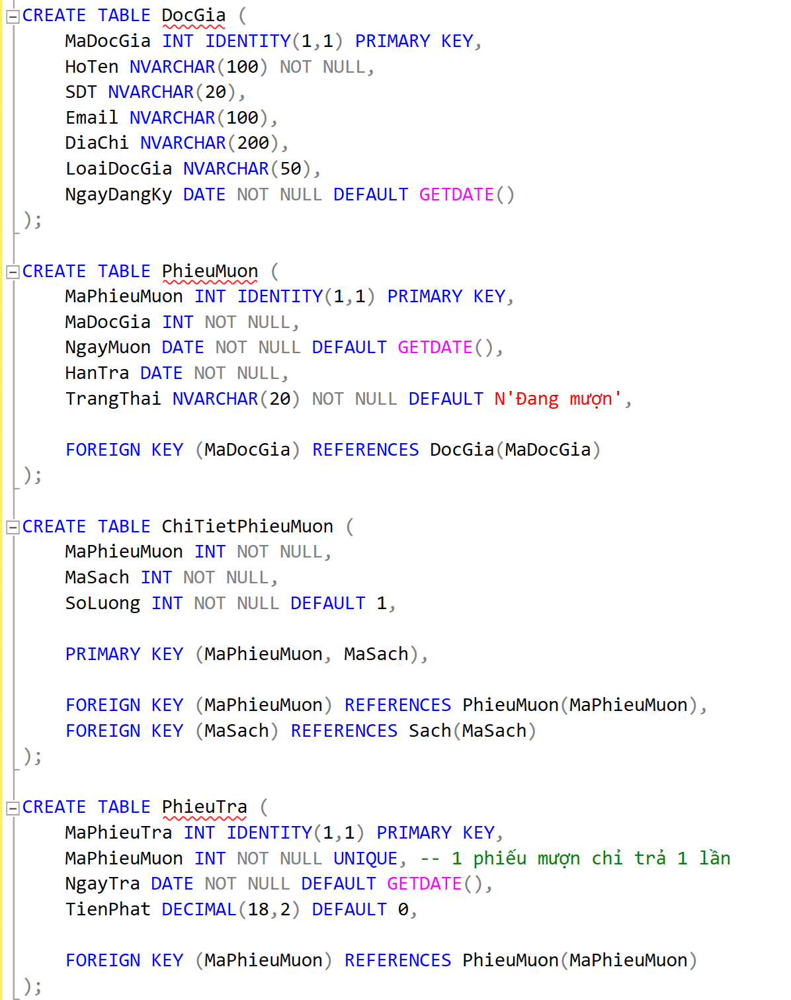 CREATE TABLE DocGia (
    MaDocGia INT IDENTITY(1,1) PRIMARY KEY,
    HoTen NVARCHAR(100) NOT NULL,
    SDT NVARCHAR(20),
    Email NVARCHAR(100),
    DiaChi NVARCHAR(200),
    LoaiDocGia NVARCHAR(50),
    NgayDangKy DATE NOT NULL DEFAULT GETDATE()
);
CREATE TABLE PhieuMuon (
    MaPhieuMuon INT IDENTITY(1,1) PRIMARY KEY,
    MaDocGia INT NOT NULL,
    NgayMuon DATE NOT NULL DEFAULT GETDATE(),
    HanTra DATE NOT NULL,
    TrangThai NVARCHAR(20) NOT NULL DEFAULT N'Đang mượn',
    FOREIGN KEY (MaDocGia) REFERENCES DocGia(MaDocGia)
);
CREATE TABLE ChiTietPhieuMuon (
    MaPhieuMuon INT NOT NULL,
    MaSach INT NOT NULL,
    SoLuong INT NOT NULL DEFAULT 1,
    PRIMARY KEY (MaPhieuMuon, MaSach),
    FOREIGN KEY (MaPhieuMuon) REFERENCES PhieuMuon(MaPhieuMuon),
    FOREIGN KEY (MaSach) REFERENCES Sach(MaSach)
);
CREATE TABLE PhieuTra (
    MaPhieuTra INT IDENTITY(1,1) PRIMARY KEY,
    MaPhieuMuon INT NOT NULL UNIQUE, -- 1 phiếu mượn chỉ trả 1 lần
    NgayTra DATE NOT NULL DEFAULT GETDATE(),
    TienPhat DECIMAL(18,2) DEFAULT 0,
    FOREIGN KEY (MaPhieuMuon) REFERENCES PhieuMuon(MaPhieuMuon)
);